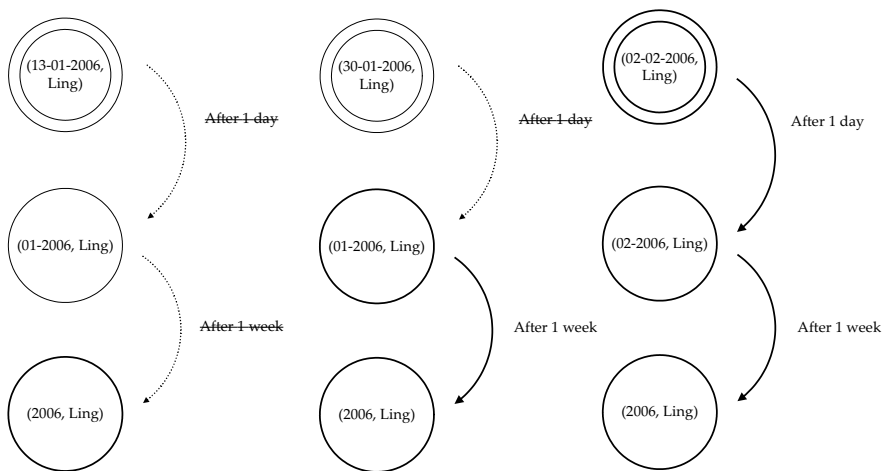 (13-01-2006,
Ling)
After 1 day
(01-2006, Ling)
After 1 week
(2006, Ling)
(30-01-2006,
Ling)
After 1 day
(01-2006, Ling)
After 1 week
(2006, Ling)
(02-02-2006,
Ling)
After 1 day
(02-2006, Ling)
After 1 week
(2006, Ling)